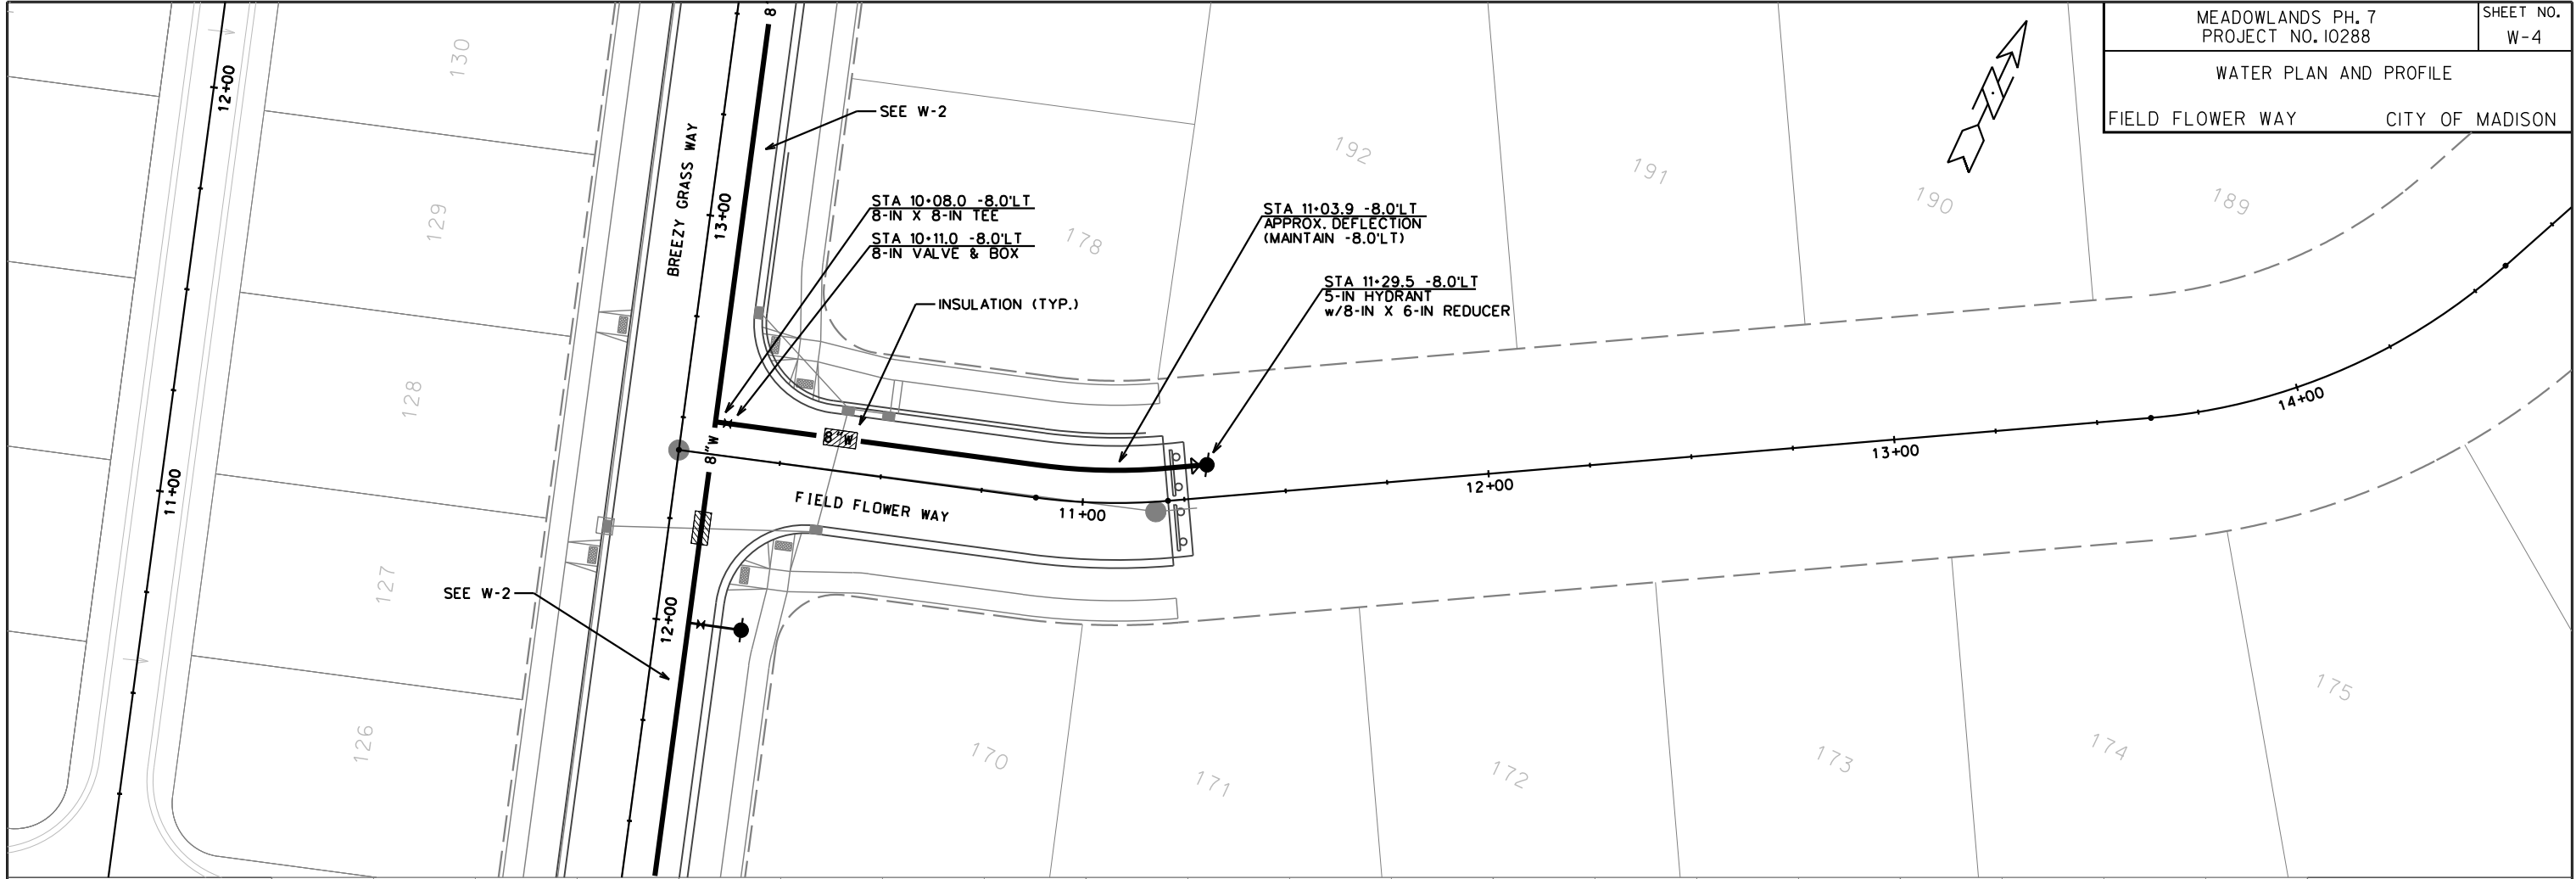 MEADOWLANDS PH. 7
PROJECT NO. 10288
SHEET NO.
W-4
WATER PLAN AND PROFILE
FIELD FLOWER WAY
CITY OF MADISON
8
130
129
128
127
126
12+00
11+00
BREEZY GRASS WAY
13+00
12+00
SEE W-2
STA 10+08.0 -8.0'LT
8-IN X 8-IN TEE
STA 10+11.0 -8.0'LT
8-IN VALVE & BOX
INSULATION (TYP.)
178
STA 11+03.9 -8.0'LT
APPROX. DEFLECTION
(MAINTAIN -8.0'LT)
STA 11+29.5 -8.0'LT
5-IN HYDRANT
w/8-IN X 6-IN REDUCER
192
191
190
189
8"W
8"W
FIELD FLOWER WAY
11+00
12+00
13+00
14+00
SEE W-2
170
171
172
173
174
175